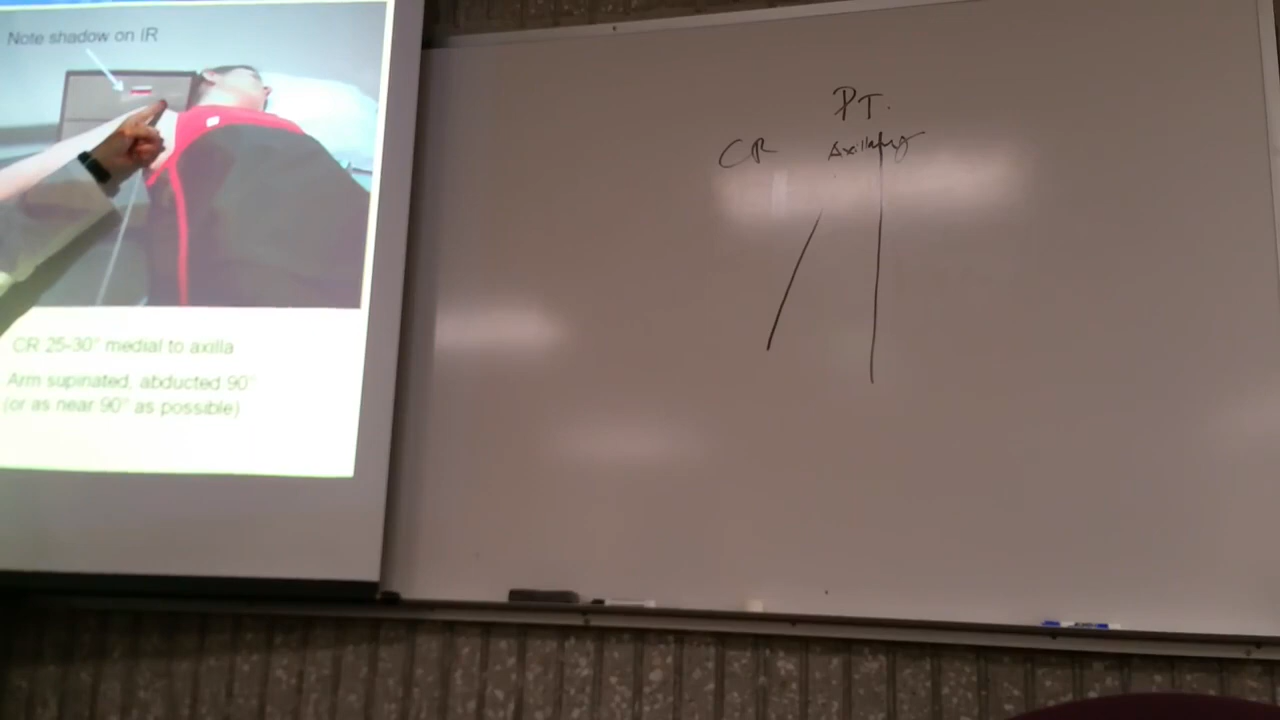 Note shadow on IR
CR 25-30° medial to axilla
Arm supinated, abducted 90°
(or as near 90° as possible)
PT.
CR